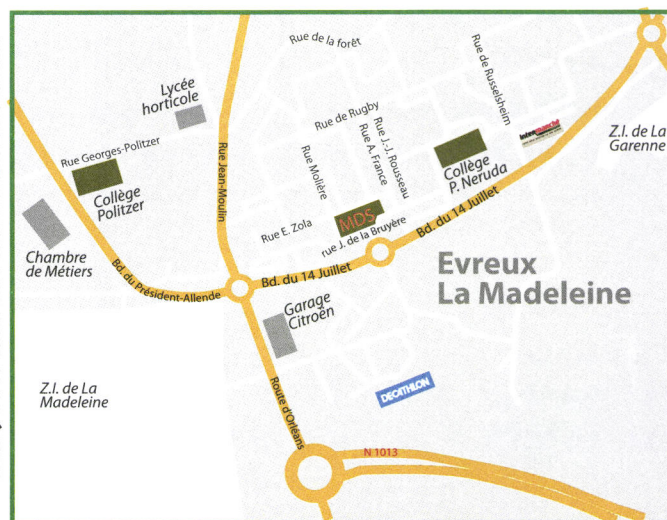 Rue de la forêt
Rue de Russelsheim
Lycée
horticole
Rue de Rugby
Rue J.-J. Rousseau
Rue A. France
intermarché
Z.I. de La
Garenne
Rue Georges-Politzer
Rue Jean-Moulin
Rue Molière
Collège
P. Neruda
Collège
Politzer
MDS
Rue E. Zola
rue J. de la Bruyère
Bd. du 14 Juillet
Chambre
de Métiers
Bd. du Président-Allende
Bd. du 14 Juillet
Evreux
La Madeleine
Garage
Citroën
Z.I. de La
Madeleine
DECATHLON
Route d'Orléans
N 1013